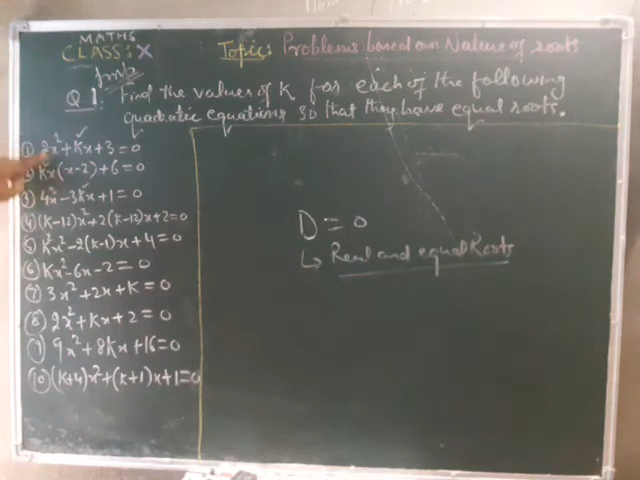 MATHS
CLASS: X
Topic: Problems based on Nature of roots
Imp
Q 1. Find the values of K for each of the following
quadratic equations so that they have equal roots.
① 2x²+Kx+3=0
② Kx(x-2)+6=0
③ 4x²-3Kx+1=0
④ (K-12)x²+2(K-12)x+2=0
⑤ K²x²-2(K-1)x+4=0
⑥ Kx²-6x-2=0
⑦ 3x²+2x+K=0
⑧ 2x²+Kx+2=0
⑨ 9x²+8Kx+16=0
⑩ (K+4)x²+(K+1)x+1=0
D = 0
↳ Real and equal Roots